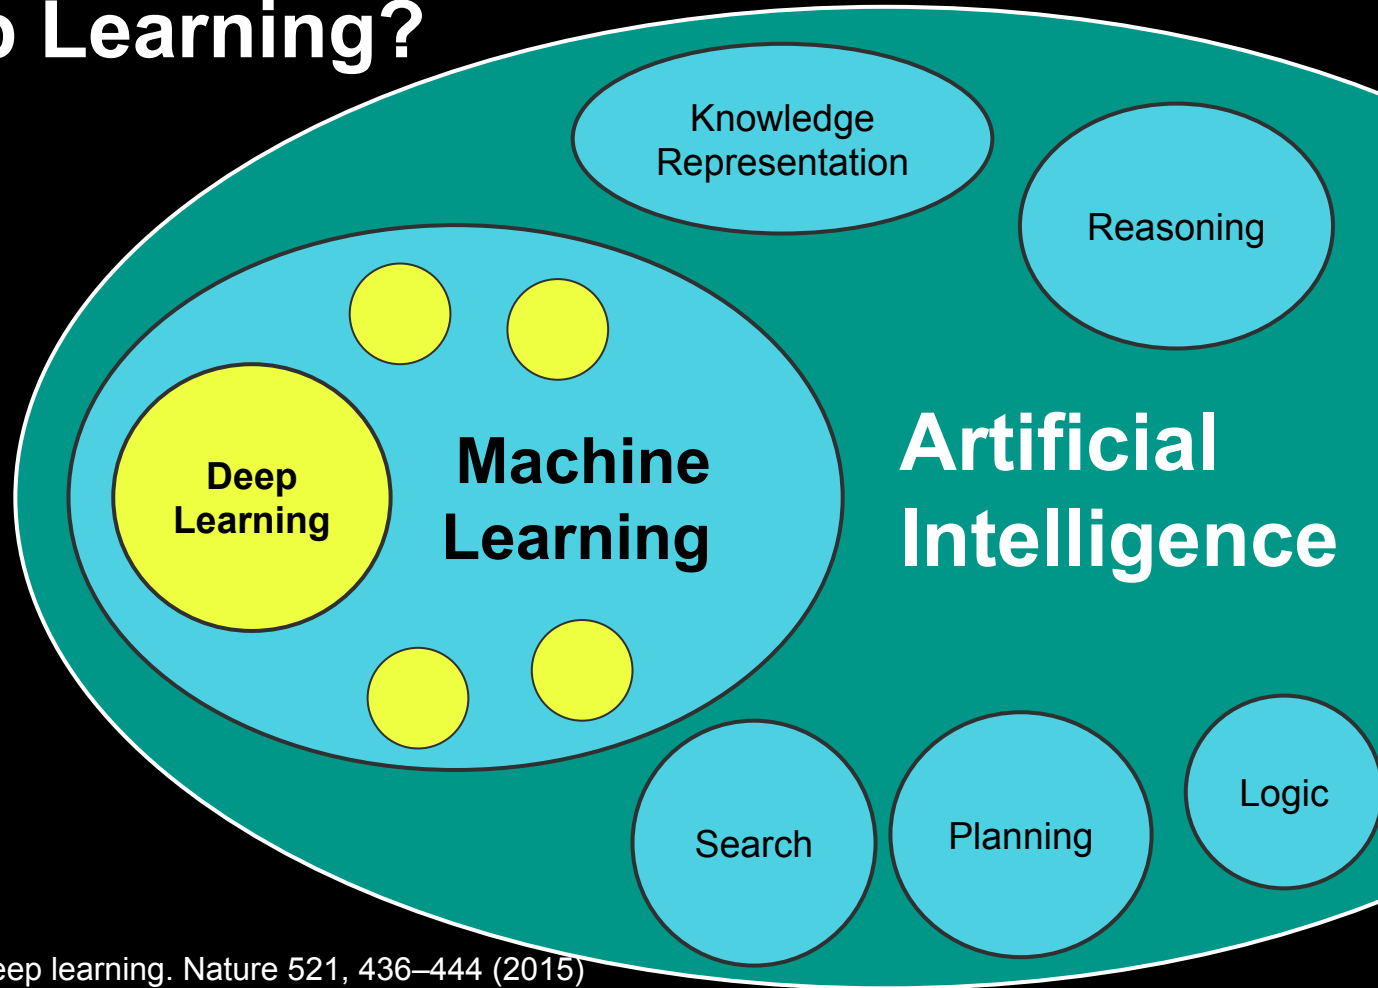 Learning?
Knowledge
Representation
Reasoning
Deep
Learning
Machine
Learning
Artificial
Intelligence
Search
Planning
Logic
learning. Nature 521, 436–444 (2015)